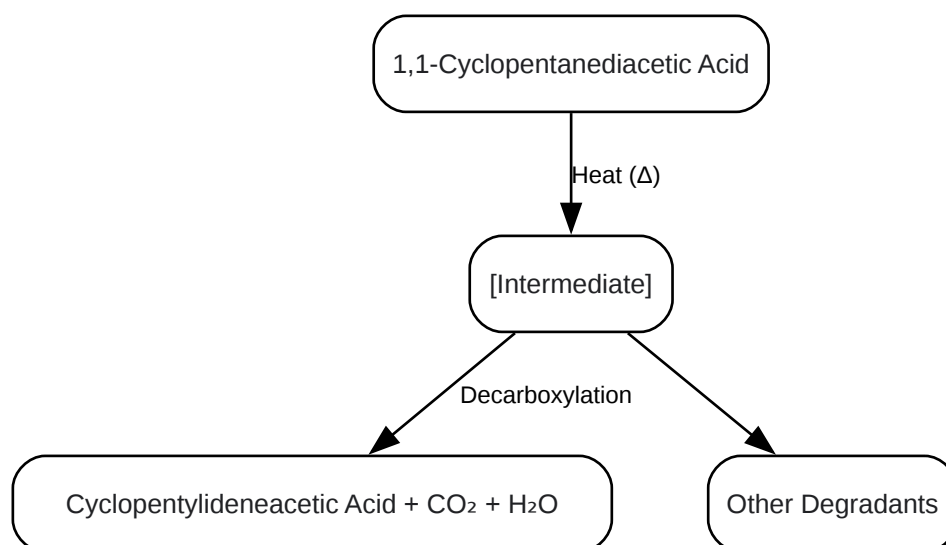 1,1-Cyclopentanediacetic Acid
Heat (Δ)
[Intermediate]
Decarboxylation
Cyclopentylideneacetic Acid + CO₂ + H₂O
Other Degradants